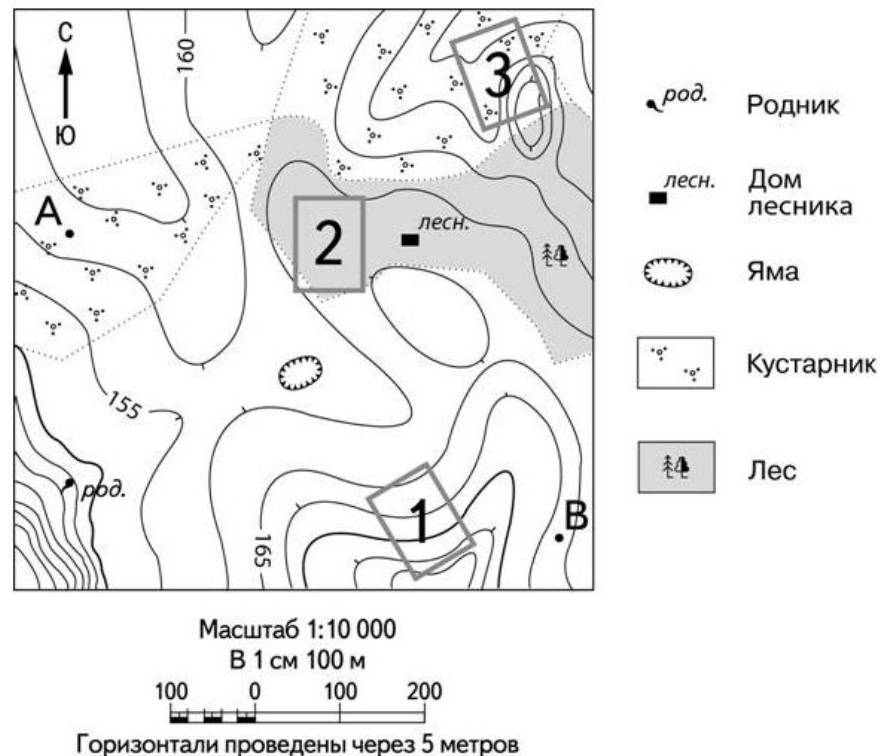 С
Ю
160
3
А
2
лесн.
155
род.
1
165
В
род.
Родник
лесн.
Дом
лесника
Яма
Кустарник
Лес
Масштаб 1:10 000
В 1 см 100 м
100 0 100 200
Горизонтали проведены через 5 метров